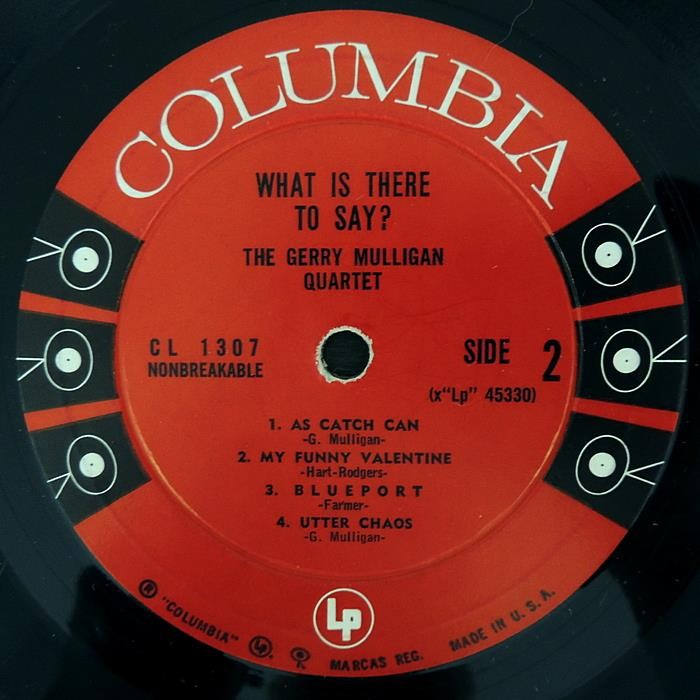 COLUMBIA
WHAT IS THERE
TO SAY?
THE GERRY MULLIGAN
QUARTET
CL 1307
NONBREAKABLE
SIDE 2
(x"Lp" 45330)
1. AS CATCH CAN
-G. Mulligan-
2. MY FUNNY VALENTINE
-Hart-Rodgers-
3. BLUEPORT
-Farmer-
4. UTTER CHAOS
-G. Mulligan-
LP
® "COLUMBIA" LP MARCAS REG. MADE IN U. S. A.